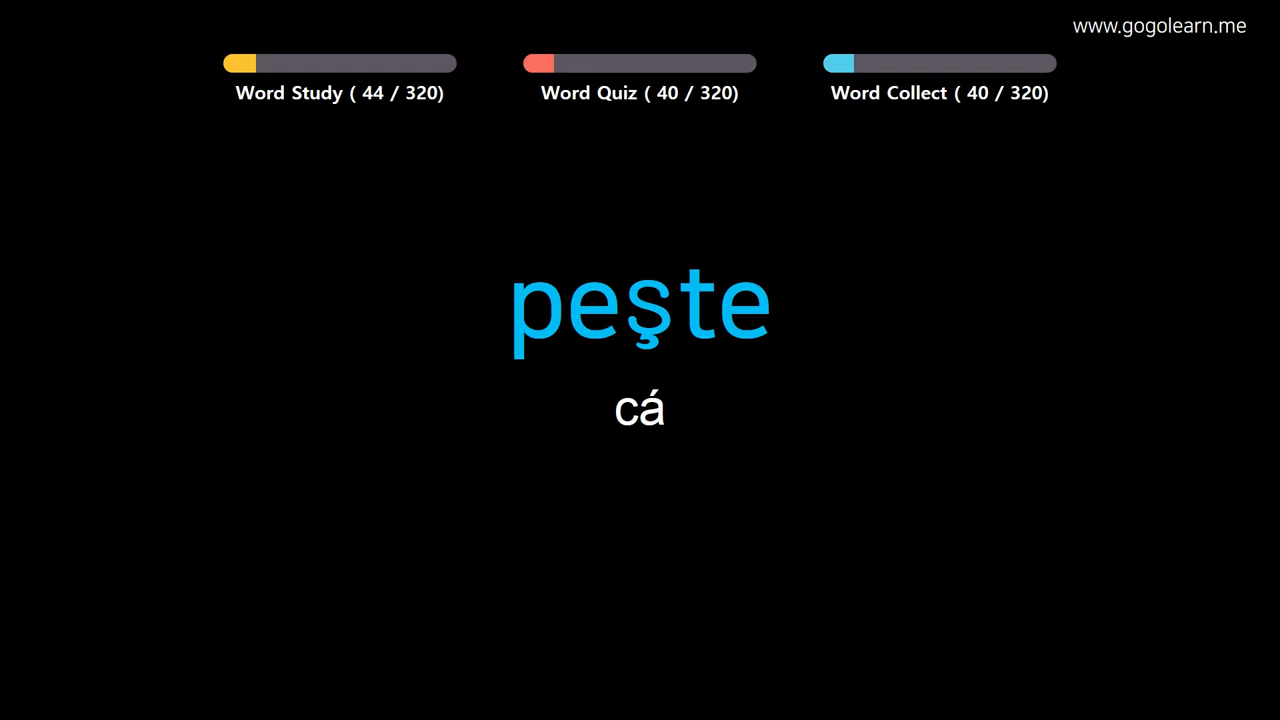 www.gogolearn.me
Word Study ( 44 / 320)
Word Quiz ( 40 / 320)
Word Collect ( 40 / 320)
peşte
cá